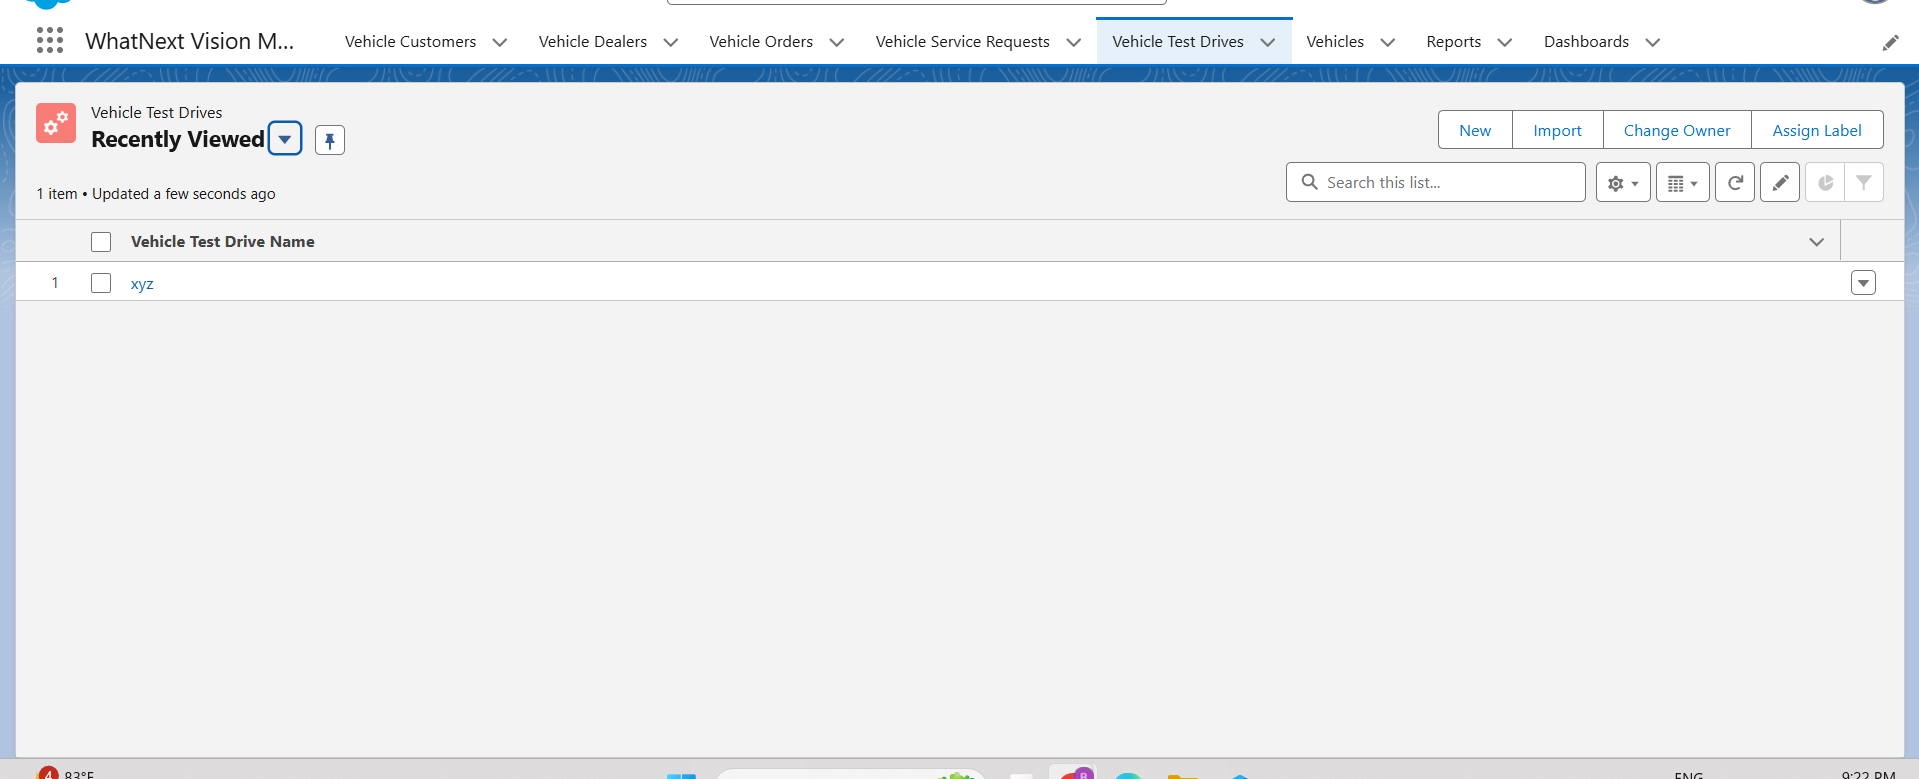 WhatNext Vision M...
Vehicle Customers
Vehicle Dealers
Vehicle Orders
Vehicle Service Requests
Vehicle Test Drives
Vehicles
Reports
Dashboards
Vehicle Test Drives
Recently Viewed
New
Import
Change Owner
Assign Label
1 item • Updated a few seconds ago
Search this list...
Vehicle Test Drive Name
1
xyz
4
83°F
B
ENG
9:22 PM